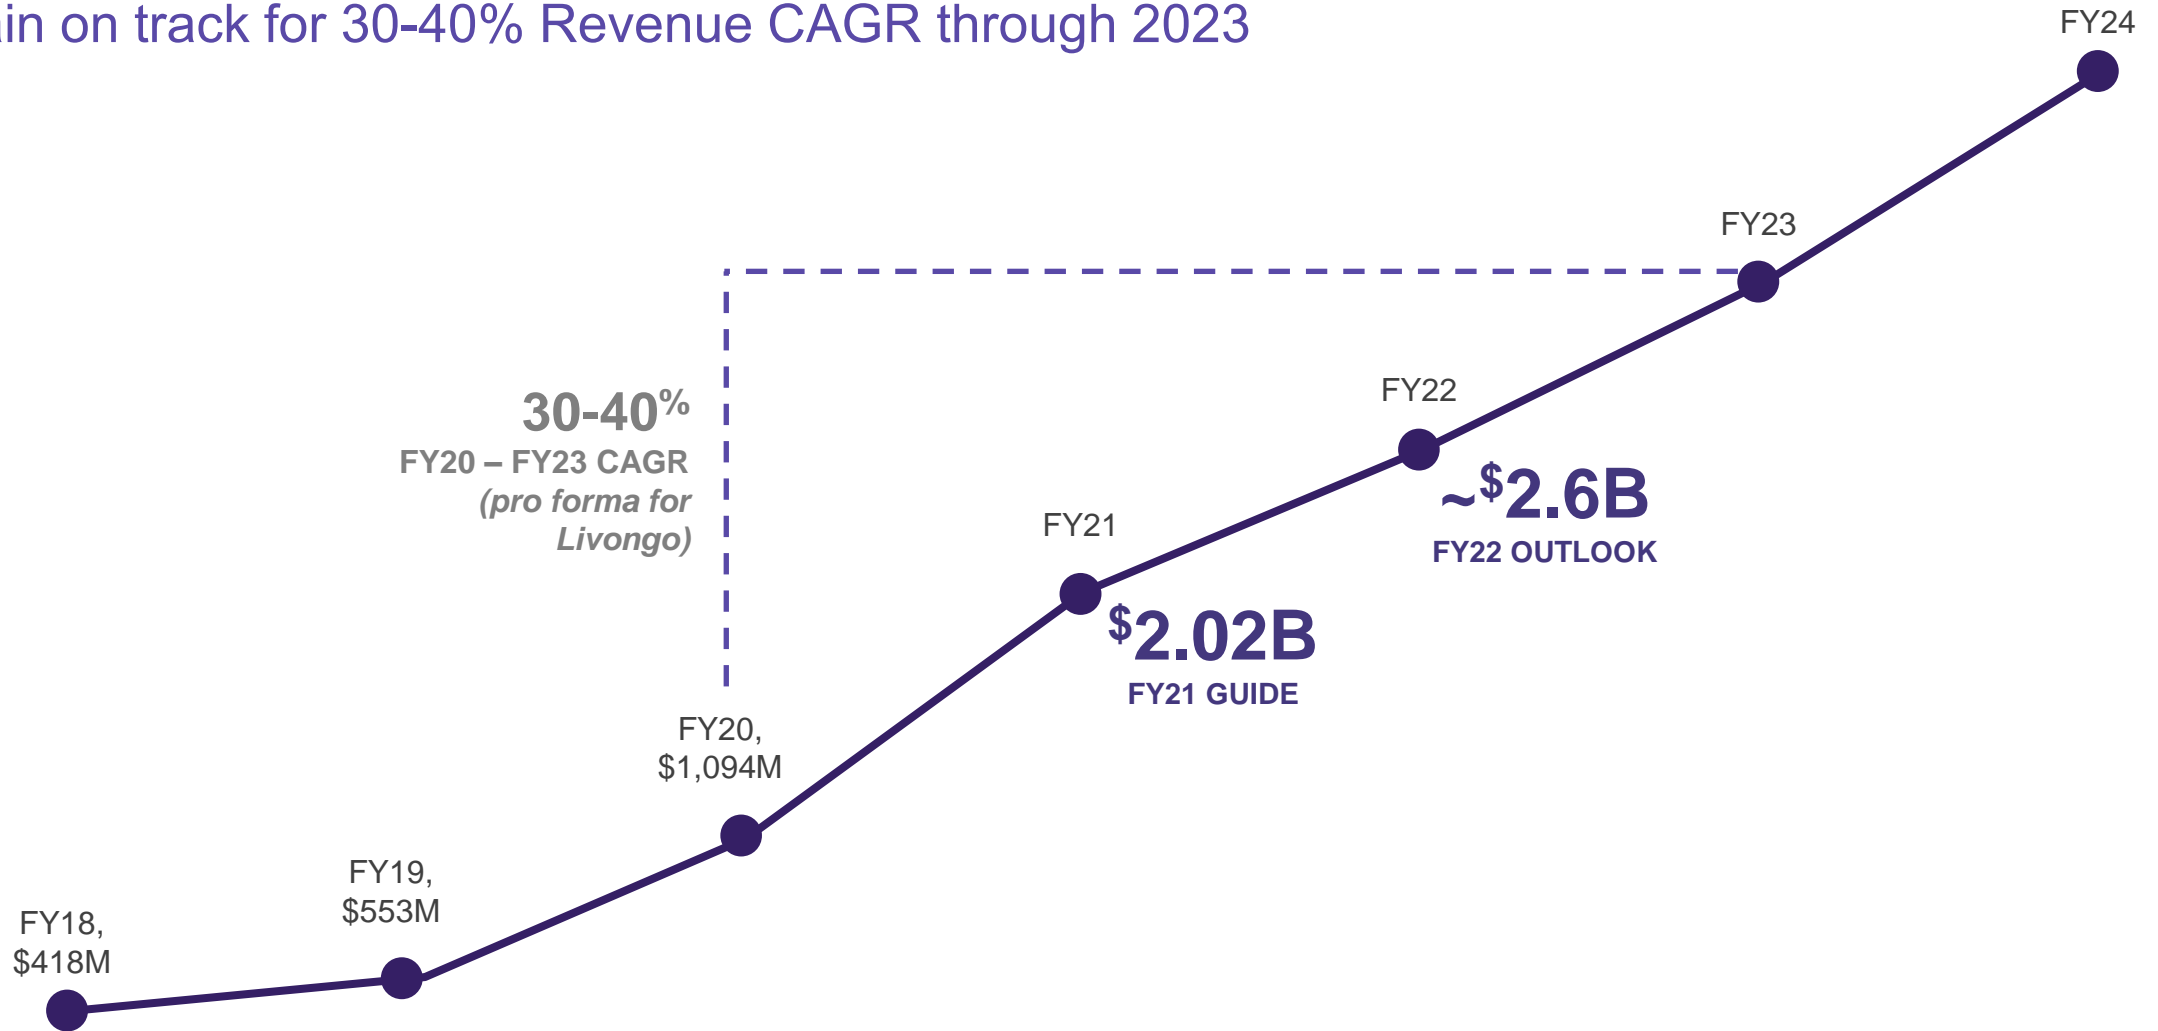 on track for 30-40% Revenue CAGR through 2023
FY24
FY23
FY22
30-40%
FY20 – FY23 CAGR
(pro forma for
Livongo)
~$2.6B
FY22 OUTLOOK
FY21
$2.02B
FY21 GUIDE
FY20,
$1,094M
FY19,
$553M
FY18,
$418M